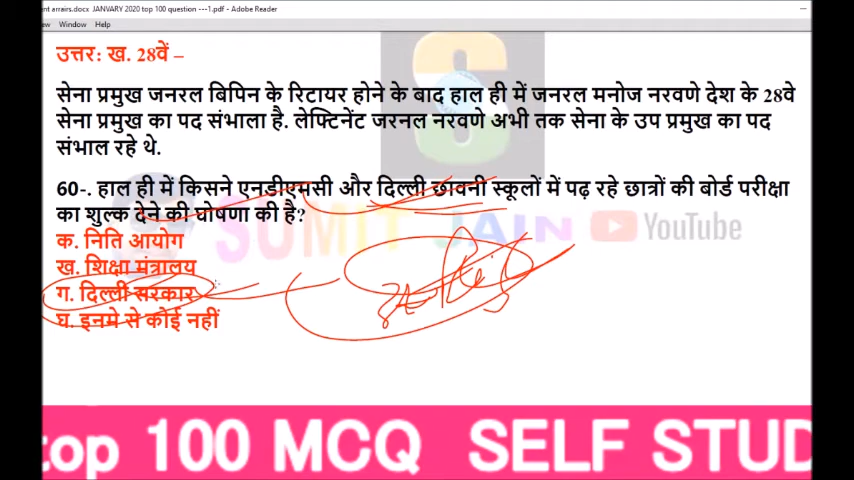 ent arrairs.docx JANVARY 2020 top 100 question ---1.pdf - Adobe Reader
ew Window Help
उत्तर: ख. 28वें –
सेना प्रमुख जनरल बिपिन के रिटायर होने के बाद हाल ही में जनरल मनोज नरवणे देश के 28वे
सेना प्रमुख का पद संभाला है. लेफ्टिनेंट जरनल नरवणे अभी तक सेना के उप प्रमुख का पद
संभाल रहे थे.
60-. हाल ही में किसने एनडीएमसी और दिल्ली छावनी स्कूलों में पढ़ रहे छात्रों की बोर्ड परीक्षा
का शुल्क देने की घोषणा की है?
SUMIT JAIN YouTube
क. निति आयोग
ख. शिक्षा मंत्रालय
ग. दिल्ली सरकार
घ. इनमे से कोई नहीं
top 100 MCQ SELF STUD